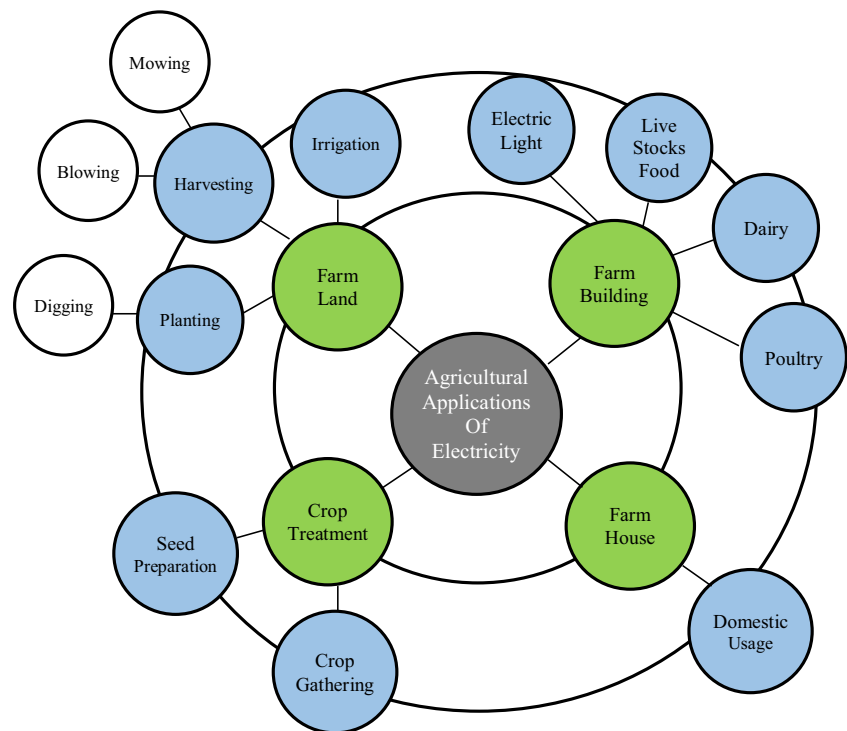 Mowing
Blowing
Harvesting
Irrigation
Electric
Light
Live
Stocks
Food
Dairy
Digging
Planting
Farm
Land
Farm
Building
Poultry
Agricultural
Applications
Of
Electricity
Crop
Treatment
Farm
House
Seed
Preparation
Crop
Gathering
Domestic
Usage